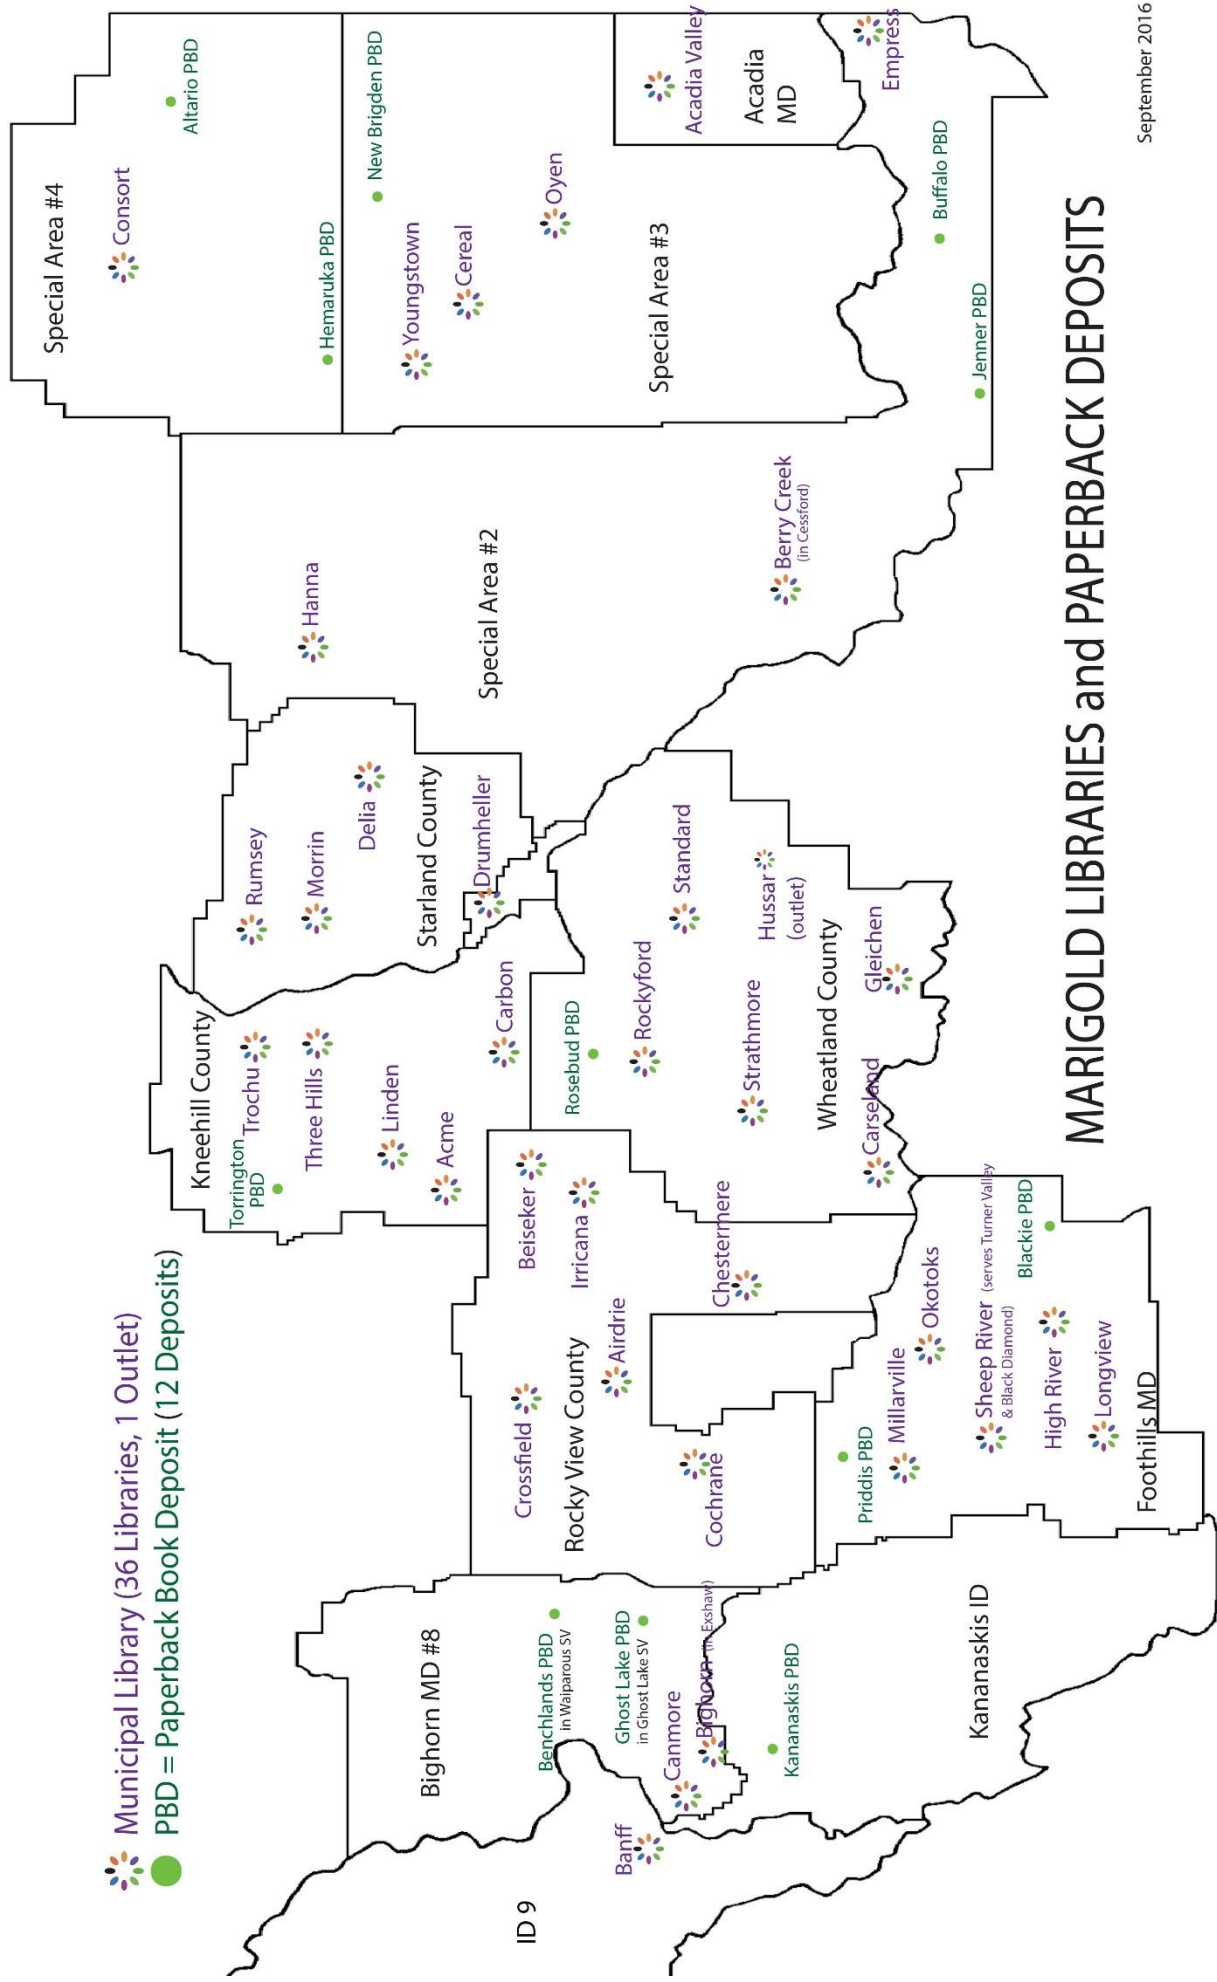 Municipal Library (36 Libraries, 1 Outlet)
PBD = Paperback Book Deposit (12 Deposits)
ID 9
Banff
Canmore
Bighorn (in Exshaw)
Bighorn MD #8
Benchlands PBD
in Waiparous SV
Ghost Lake PBD
in Ghost Lake SV
Kananaskis PBD
Kananaskis ID
Crossfield
Rocky View County
Airdrie
Cochrane
Beiseker
Irricana
Chestermere
Priddis PBD
Millarville
Okotoks
Sheep River (serves Turner Valley
& Black Diamond)
Blackie PBD
High River
Longview
Foothills MD
Kneehill County
Torrington
PBD
Trochu
Three Hills
Linden
Acme
Carbon
Rumsey
Morrin
Delia
Starland County
Drumheller
Rosebud PBD
Rockyford
Standard
Strathmore
Hussar
(outlet)
Wheatland County
Gleichen
Carseland
Hanna
Special Area #2
Berry Creek
(in Cessford)
Special Area #4
Consort
Altario PBD
Hemaruka PBD
New Brigden PBD
Youngstown
Cereal
Oyen
Special Area #3
Acadia Valley
Acadia
MD
Empress
Buffalo PBD
Jenner PBD
MARIGOLD LIBRARIES and PAPERBACK DEPOSITS
September 2016